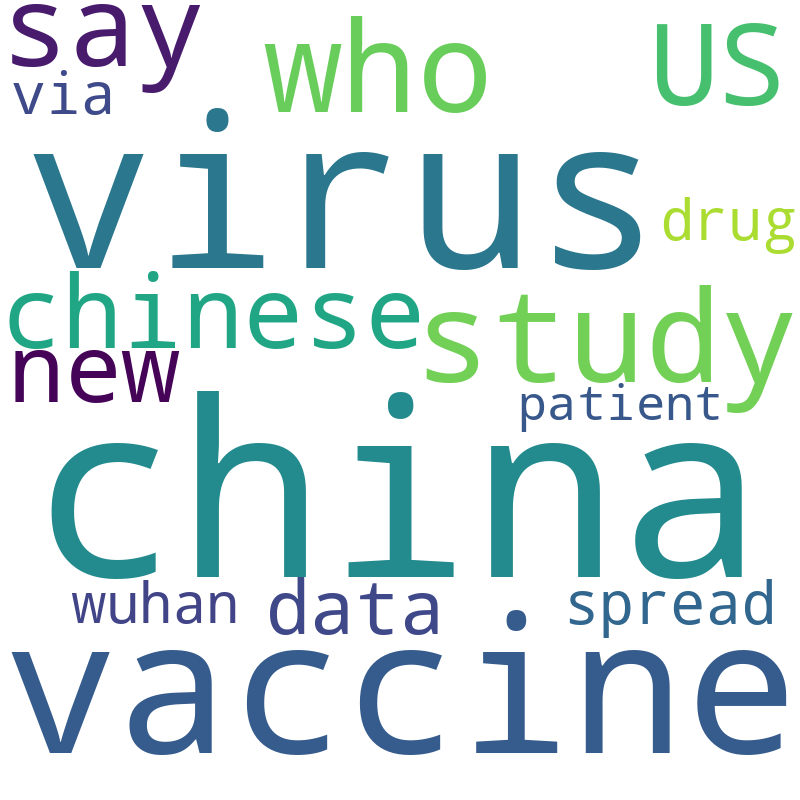 say who US
via
virus
drug
chinese study
new
patient
china
wuhan data spread
vaccine